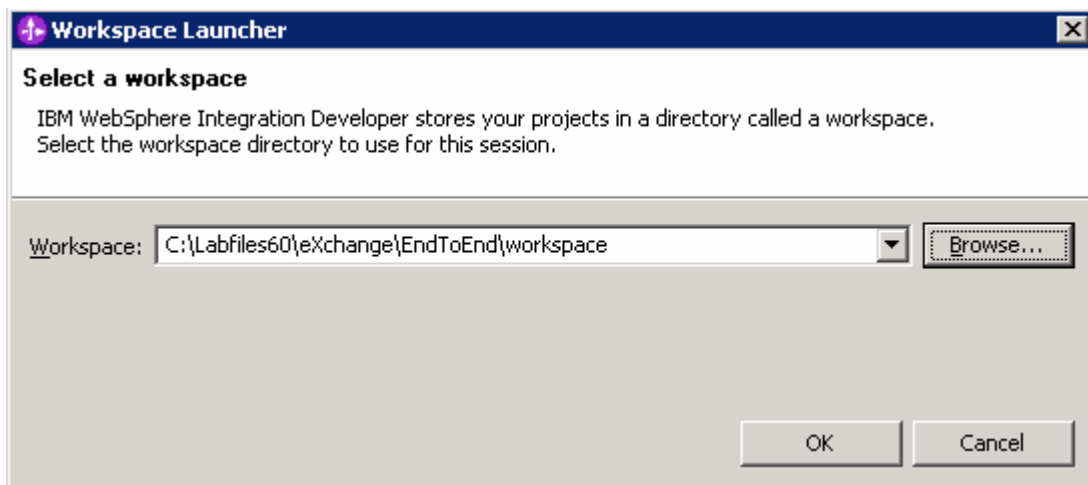 Workspace Launcher
Select a workspace
IBM WebSphere Integration Developer stores your projects in a directory called a workspace.
Select the workspace directory to use for this session.
Workspace: C:\Labfiles60\eXchange\EndToEnd\workspace Browse...
OK Cancel